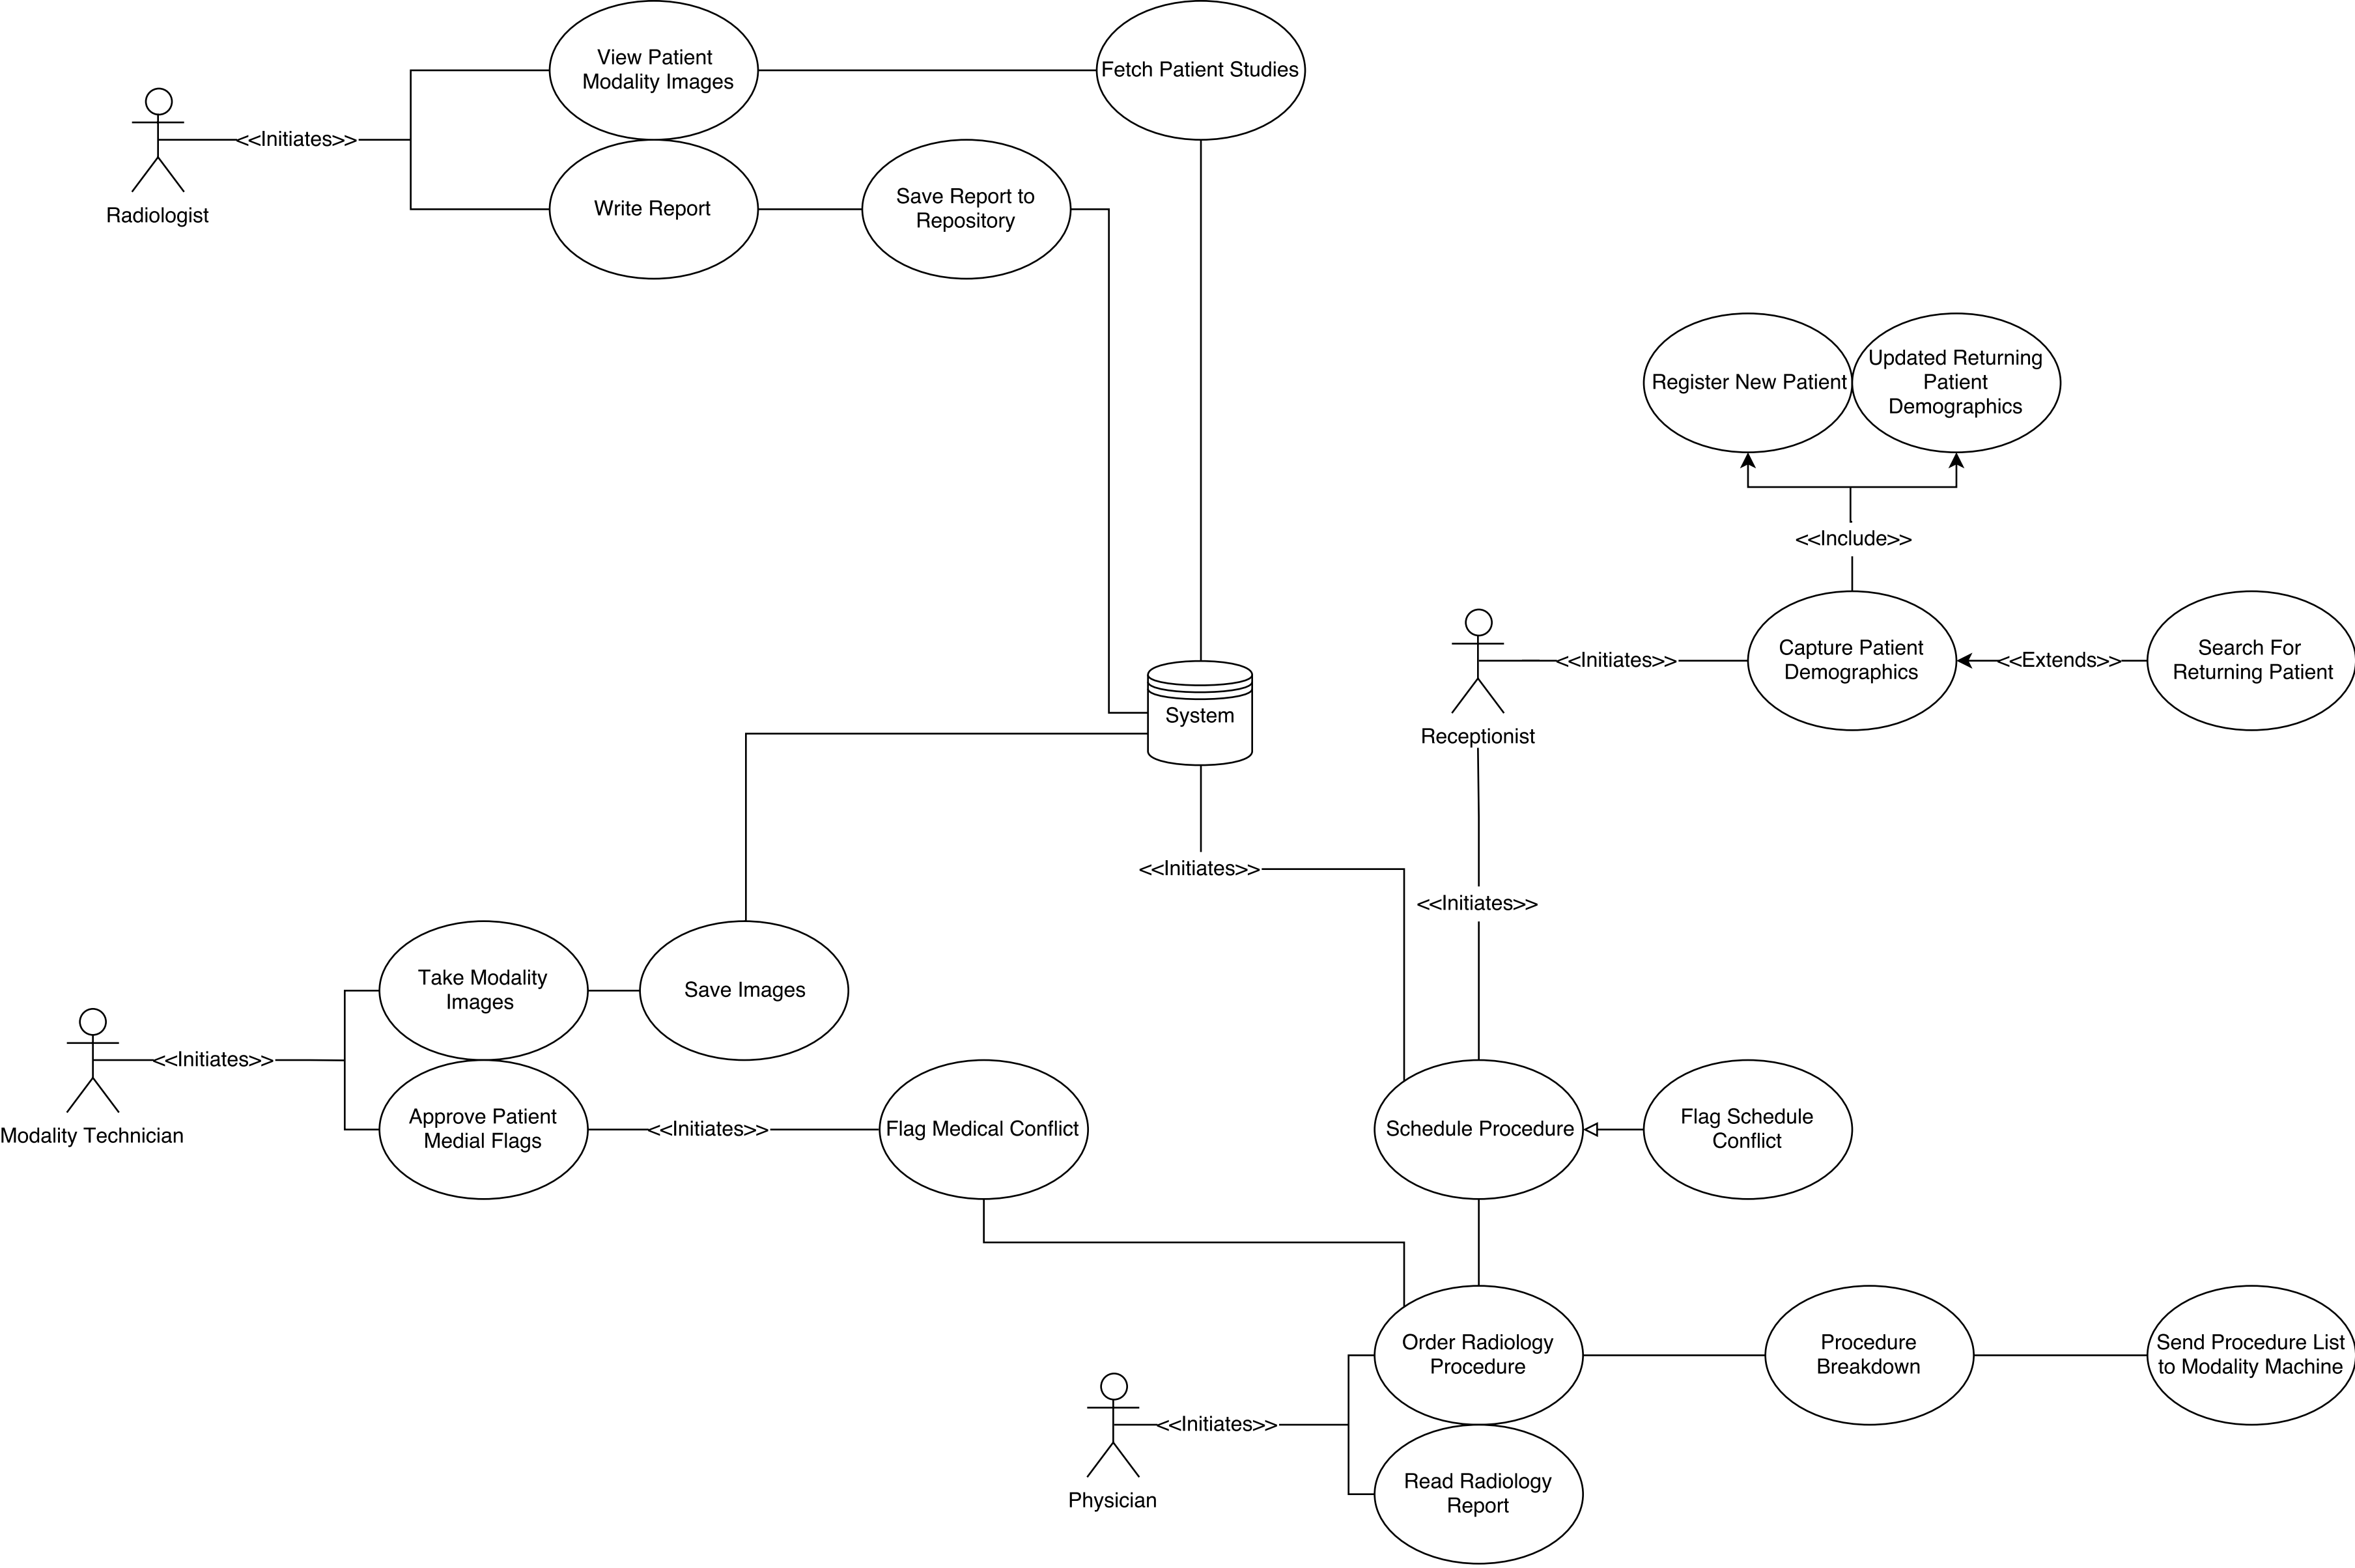 View Patient
Modality Images
Fetch Patient Studies
<<Initiates>>
Radiologist
Write Report
Save Report to
Repository
Register New Patient
Updated Returning
Patient
Demographics
<<Include>>
Receptionist
<<Initiates>>
Capture Patient
Demographics
<<Extends>>
Search For
Returning Patient
System
<<Initiates>>
<<Initiates>>
Take Modality
Images
Save Images
<<Initiates>>
Modality Technician
Approve Patient
Medial Flags
<<Initiates>>
Flag Medical Conflict
Schedule Procedure
Flag Schedule
Conflict
Order Radiology
Procedure
Procedure
Breakdown
Send Procedure List
to Modality Machine
<<Initiates>>
Physician
Read Radiology
Report